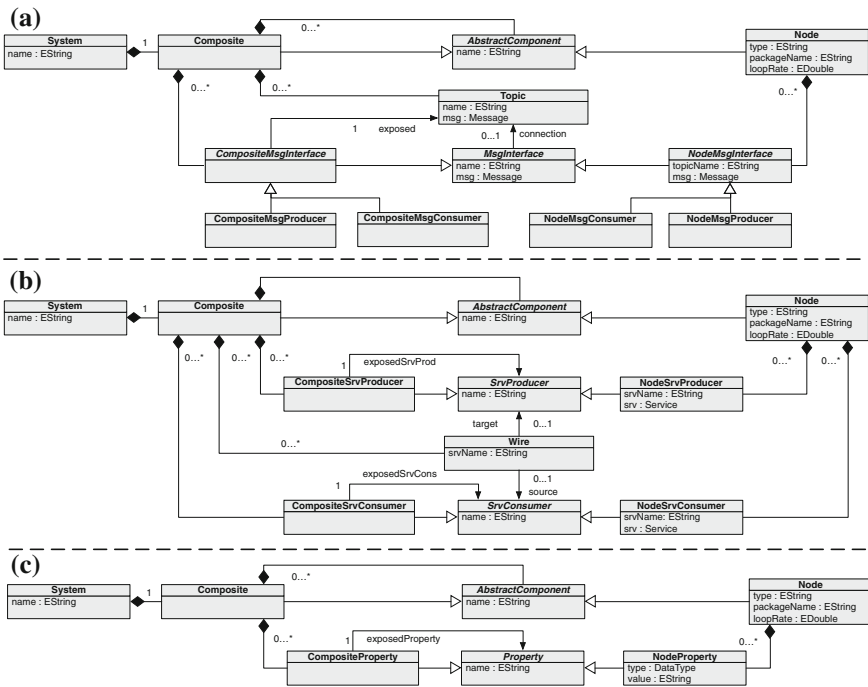 (a)
System
name : EString
1
Composite
0...*
AbstractComponent
name : EString
Node
type : EString
packageName : EString
loopRate : EDouble
0...*
0...*
0...*
Topic
name : EString
msg : Message
1
exposed
0...1
connection
CompositeMsgInterface
MsgInterface
name : EString
msg : Message
NodeMsgInterface
topicName : EString
msg : Message
CompositeMsgProducer
CompositeMsgConsumer
NodeMsgConsumer
NodeMsgProducer
(b)
System
name : EString
1
Composite
AbstractComponent
name : EString
Node
type : EString
packageName : EString
loopRate : EDouble
0...*
0...*
0...*
0...*
0...*
1
exposedSrvProd
CompositeSrvProducer
SrvProducer
name : EString
NodeSrvProducer
srvName : EString
srv : Service
target
0...1
0...*
Wire
srvName : EString
1
exposedSrvCons
0...1
source
CompositeSrvConsumer
SrvConsumer
name : EString
NodeSrvConsumer
srvName: EString
srv : Service
(c)
System
name : EString
1
Composite
0...*
AbstractComponent
name : EString
Node
type : EString
packageName : EString
loopRate : EDouble
0...*
1
exposedProperty
0...*
CompositeProperty
Property
name : EString
NodeProperty
type : DataType
value : EString